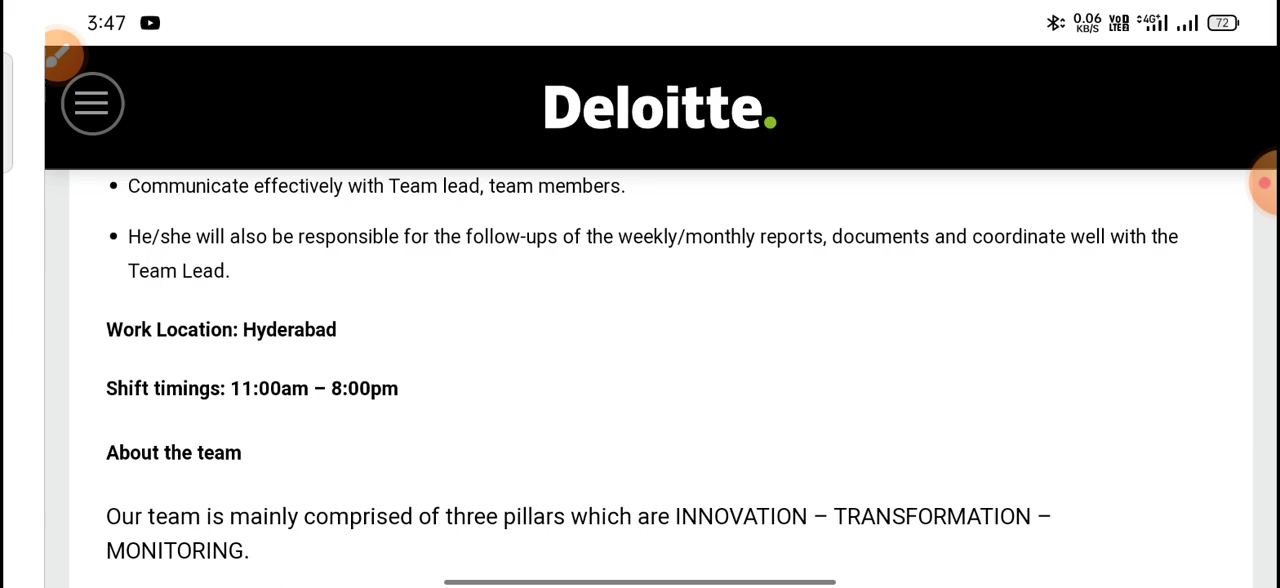 3:47
0.06
KB/S
VoD
LTE2
4G+
72
Deloitte.
• Communicate effectively with Team lead, team members.
• He/she will also be responsible for the follow-ups of the weekly/monthly reports, documents and coordinate well with the
Team Lead.
Work Location: Hyderabad
Shift timings: 11:00am – 8:00pm
About the team
Our team is mainly comprised of three pillars which are INNOVATION – TRANSFORMATION –
MONITORING.